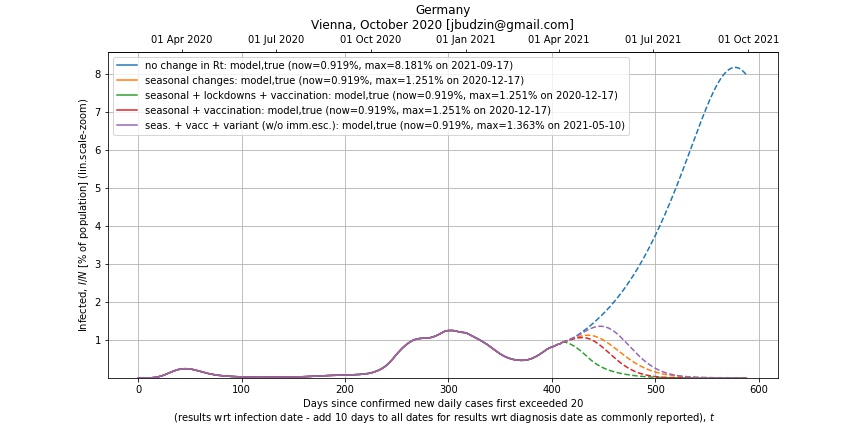 Germany
Vienna, October 2020 [jbudzin@gmail.com]
01 Apr 2020 01 Jul 2020 01 Oct 2020 01 Jan 2021 01 Apr 2021 01 Jul 2021 01 Oct 2021
no change in Rt: model,true (now=0.919%, max=8.181% on 2021-09-17)
seasonal changes: model,true (now=0.919%, max=1.251% on 2020-12-17)
seasonal + lockdowns + vaccination: model,true (now=0.919%, max=1.251% on 2020-12-17)
seasonal + vaccination: model,true (now=0.919%, max=1.251% on 2020-12-17)
seas. + vacc + variant (w/o imm.esc.): model,true (now=0.919%, max=1.363% on 2021-05-10)
Infected, I/N [% of population] (lin.scale-zoom)
8
7
6
5
4
3
2
1
0 100 200 300 400 500 600
Days since confirmed new daily cases first exceeded 20
(results wrt infection date - add 10 days to all dates for results wrt diagnosis date as commonly reported), t